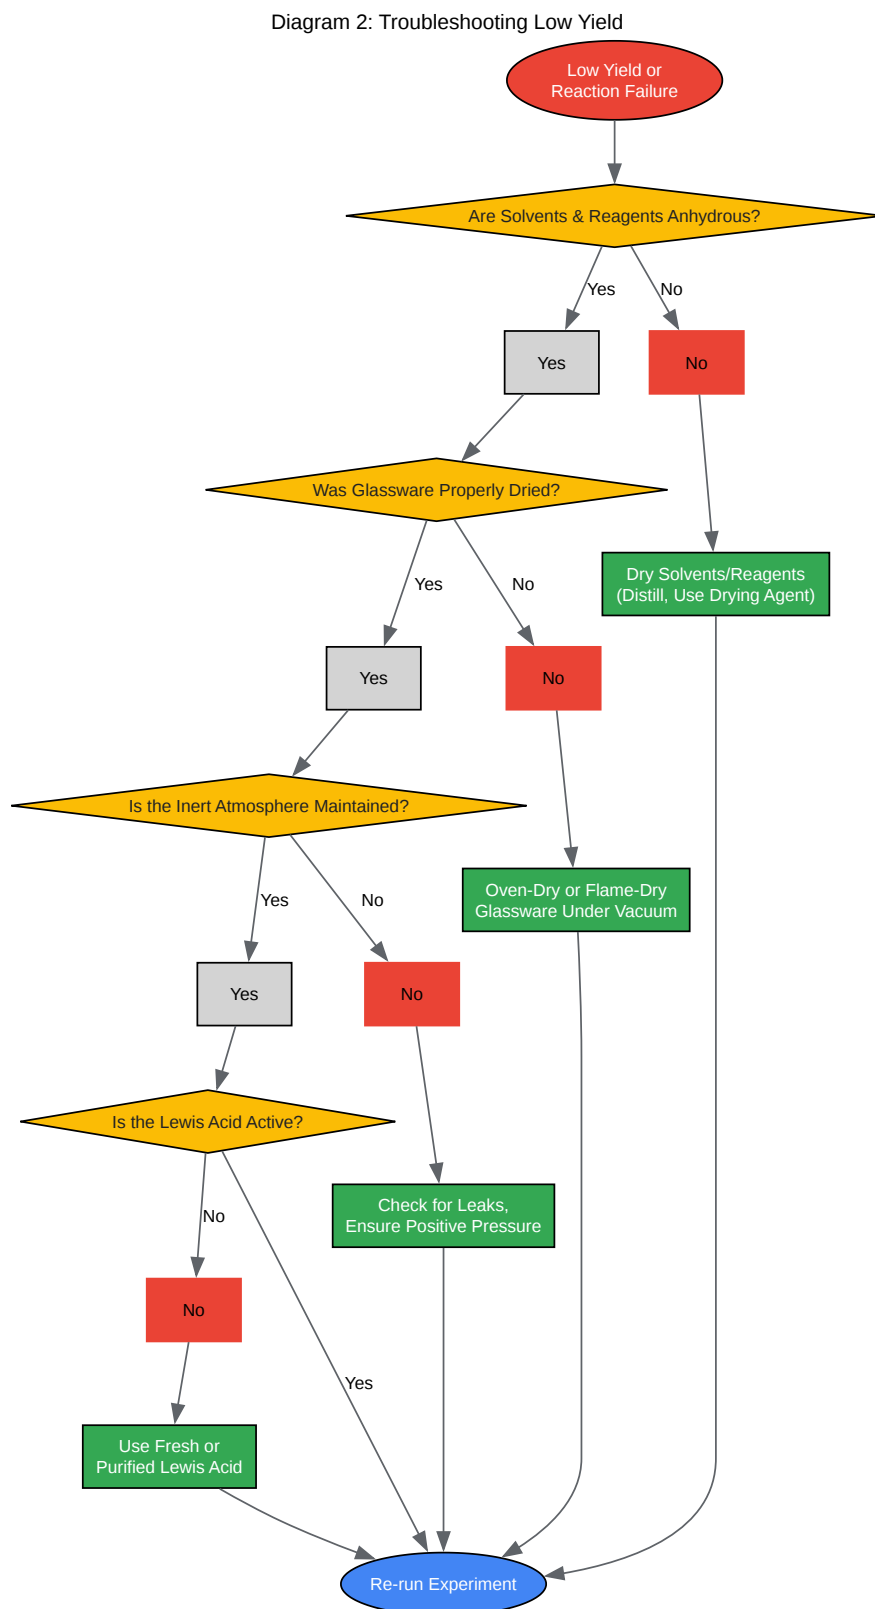 Diagram 2: Troubleshooting Low Yield
Low Yield or
Reaction Failure
Are Solvents & Reagents Anhydrous?
Yes
No
Yes
No
Was Glassware Properly Dried?
Dry Solvents/Reagents
(Distill, Use Drying Agent)
Yes
No
Yes
No
Is the Inert Atmosphere Maintained?
Oven-Dry or Flame-Dry
Glassware Under Vacuum
Yes
No
Yes
No
Is the Lewis Acid Active?
Check for Leaks,
Ensure Positive Pressure
No
No
Yes
Use Fresh or
Purified Lewis Acid
Re-run Experiment